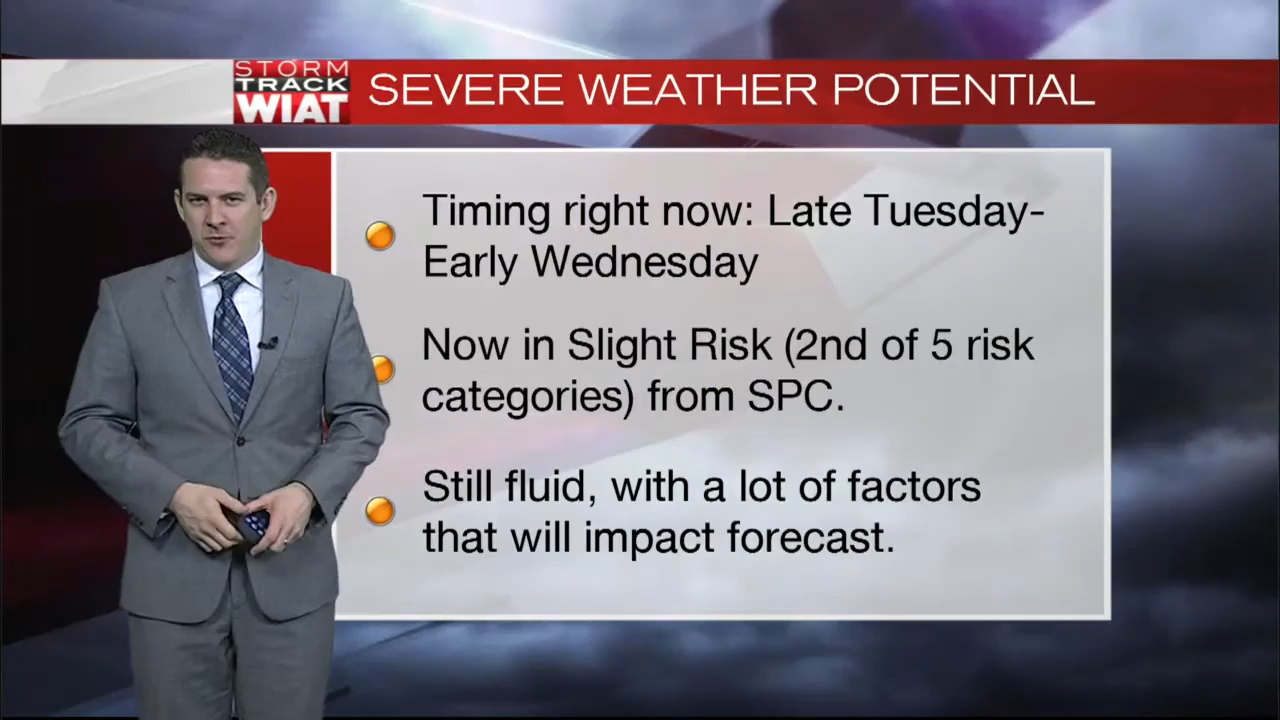 STORM
TRACK
WIAT
SEVERE WEATHER POTENTIAL
Timing right now: Late Tuesday-
Early Wednesday
Now in Slight Risk (2nd of 5 risk
categories) from SPC.
Still fluid, with a lot of factors
that will impact forecast.